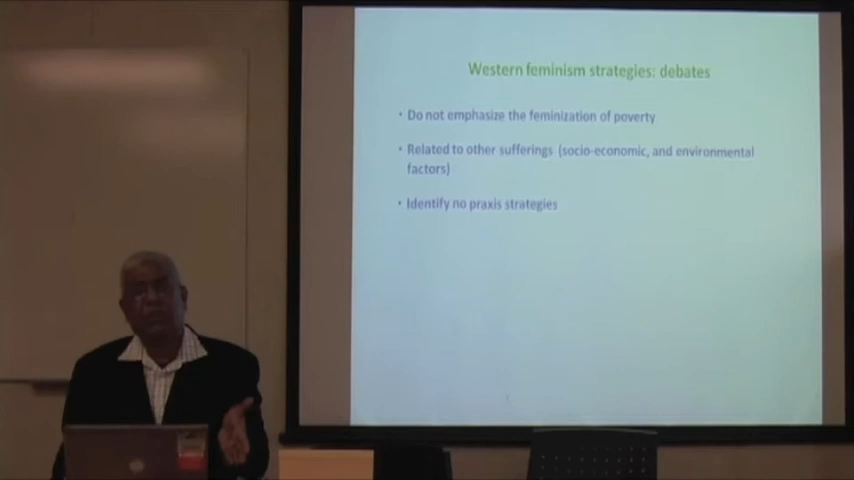 Western feminism strategies: debates
• Do not emphasize the feminization of poverty
• Related to other sufferings (socio-economic, and environmental
factors)
• Identify no praxis strategies